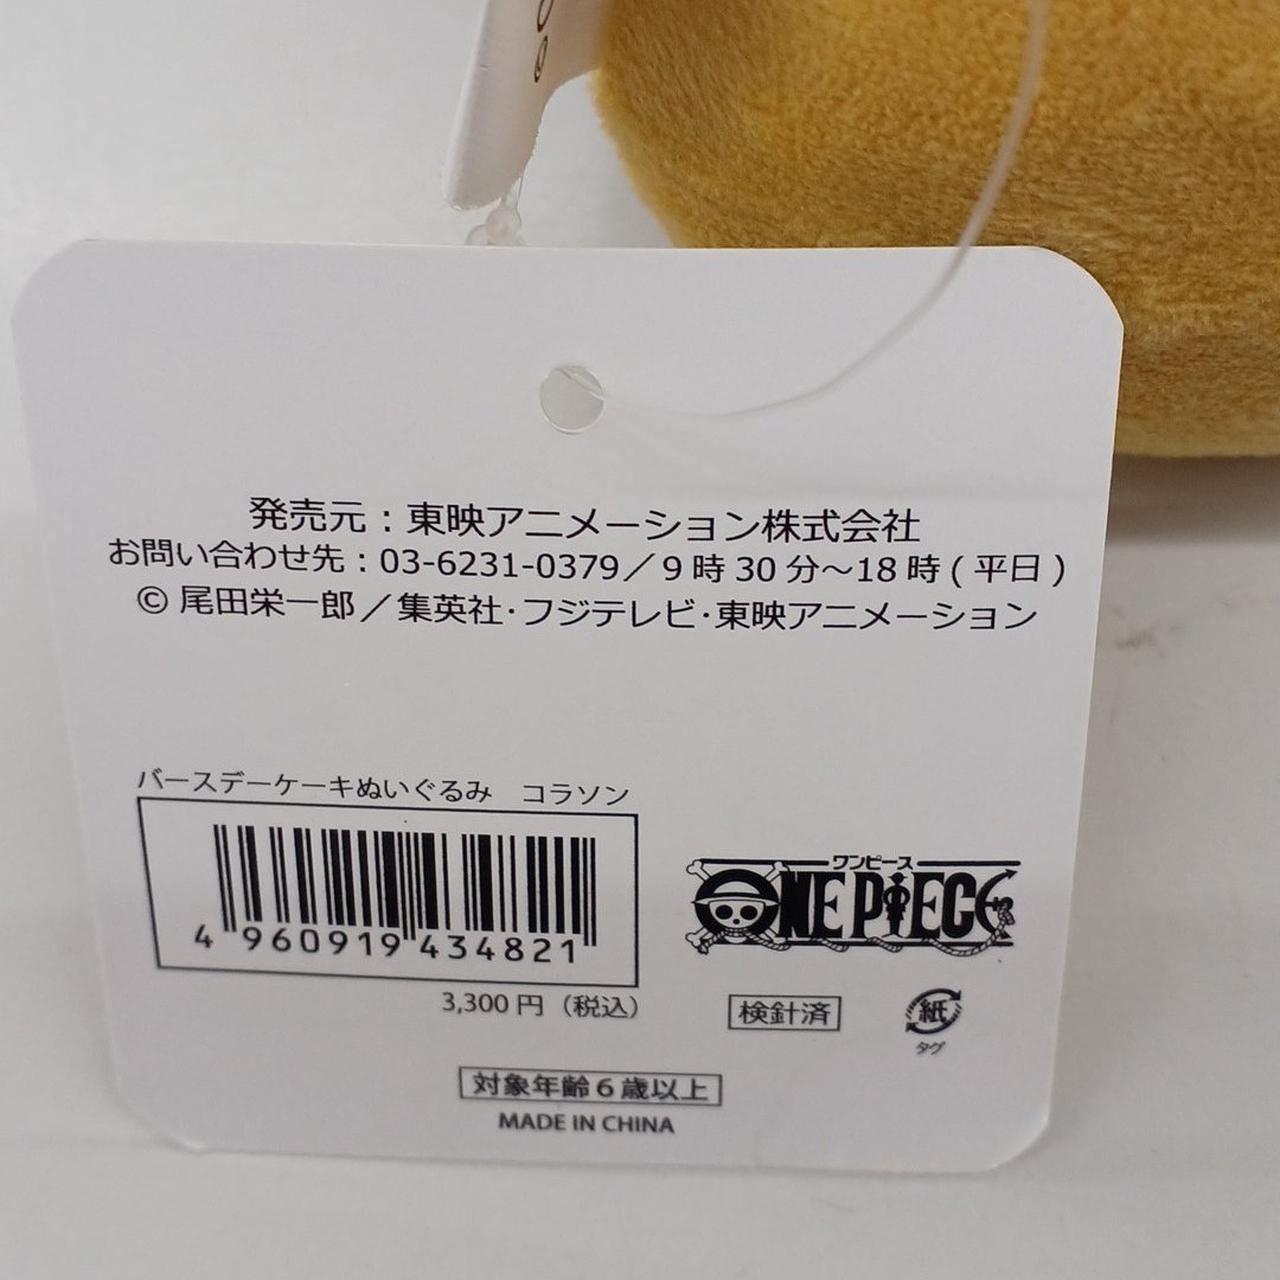 発売元：東映アニメーション株式会社
お問い合わせ先：03-6231-0379／9時30分～18時(平日)
© 尾田栄一郎／集英社・フジテレビ・東映アニメーション
バースデーケーキぬいぐるみ　コラソン
4 960919 434821
3,300円（税込）
ワンピース
ONE PIECE
検針済
紙
タグ
対象年齢6歳以上
MADE IN CHINA